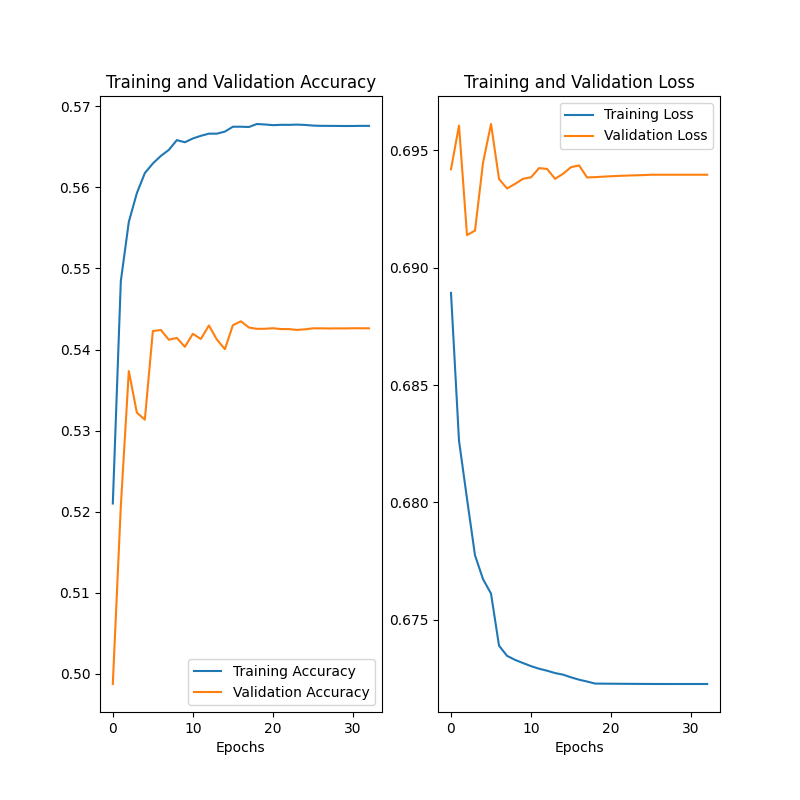 Training and Validation Accuracy
0.57
0.56
0.55
0.54
0.53
0.52
0.51
0.50
Training Accuracy
Validation Accuracy
0
10
20
30
Epochs
Training and Validation Loss
Training Loss
Validation Loss
0.695
0.690
0.685
0.680
0.675
0
10
20
30
Epochs